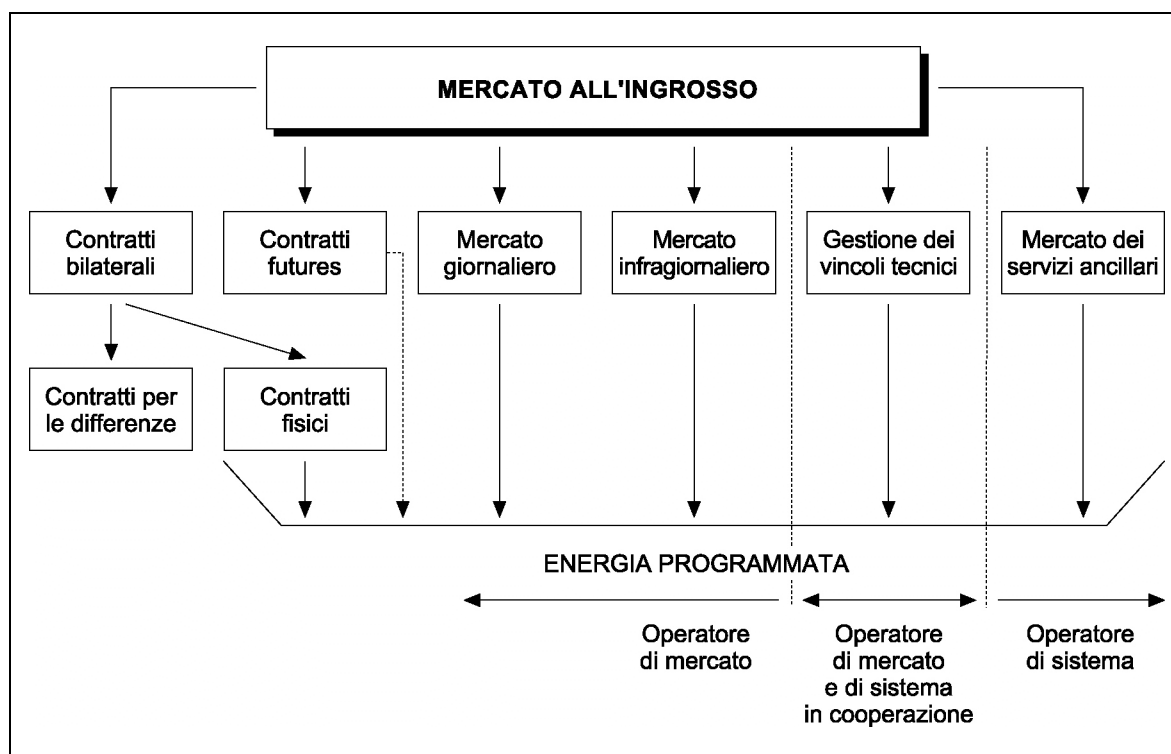 MERCATO ALL'INGROSSO
Contratti
bilaterali
Contratti
futures
Mercato
giornaliero
Mercato
infragiornaliero
Gestione dei
vincoli tecnici
Mercato dei
servizi ancillari
Contratti per
le differenze
Contratti
fisici
ENERGIA PROGRAMMATA
Operatore
di mercato
Operatore
di mercato
e di sistema
in cooperazione
Operatore
di sistema